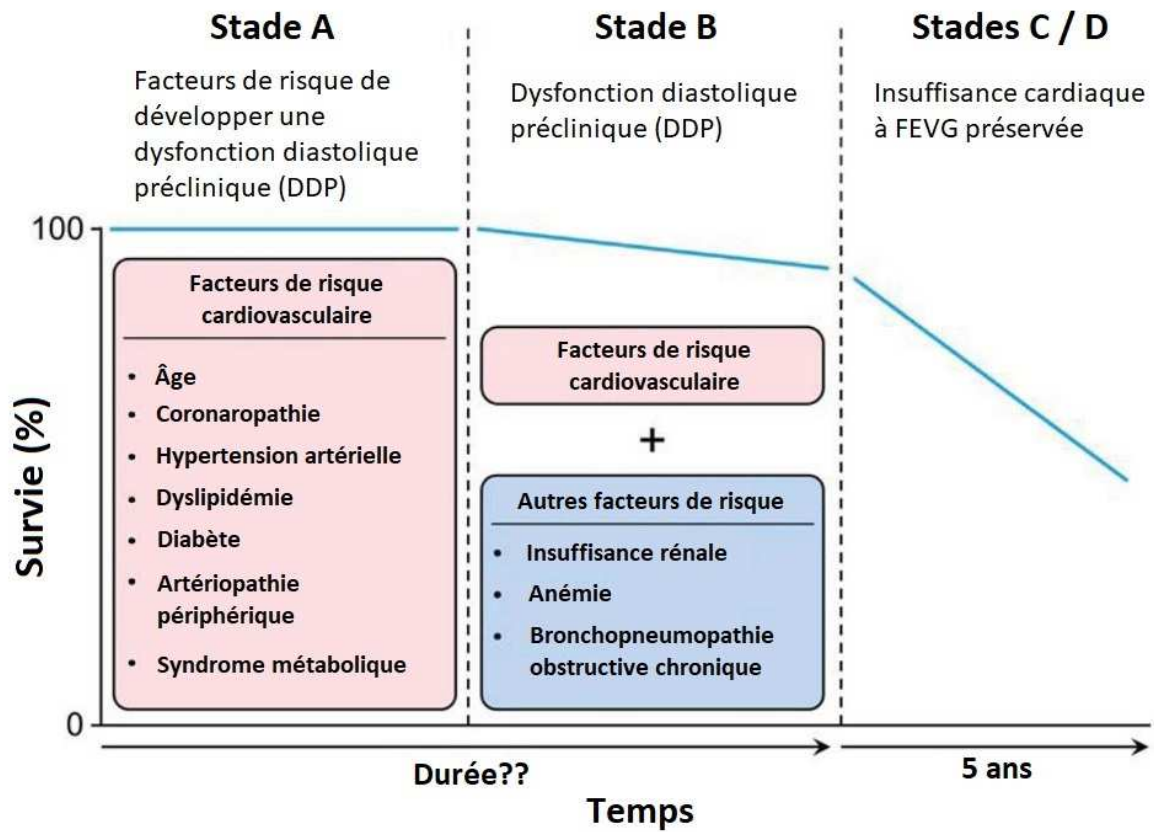 Stade A
Facteurs de risque de
développer une
dysfonction diastolique
préclinique (DDP)
Stade B
Dysfonction diastolique
préclinique (DDP)
Stades C / D
Insuffisance cardiaque
à FEVG préservée
100
0
Survie (%)
Facteurs de risque
cardiovasculaire
• Âge
• Coronaropathie
• Hypertension artérielle
• Dyslipidémie
• Diabète
• Artériopathie
périphérique
• Syndrome métabolique
Facteurs de risque
cardiovasculaire
+
Autres facteurs de risque
• Insuffisance rénale
• Anémie
• Bronchopneumopathie
obstructive chronique
Durée??
5 ans
Temps